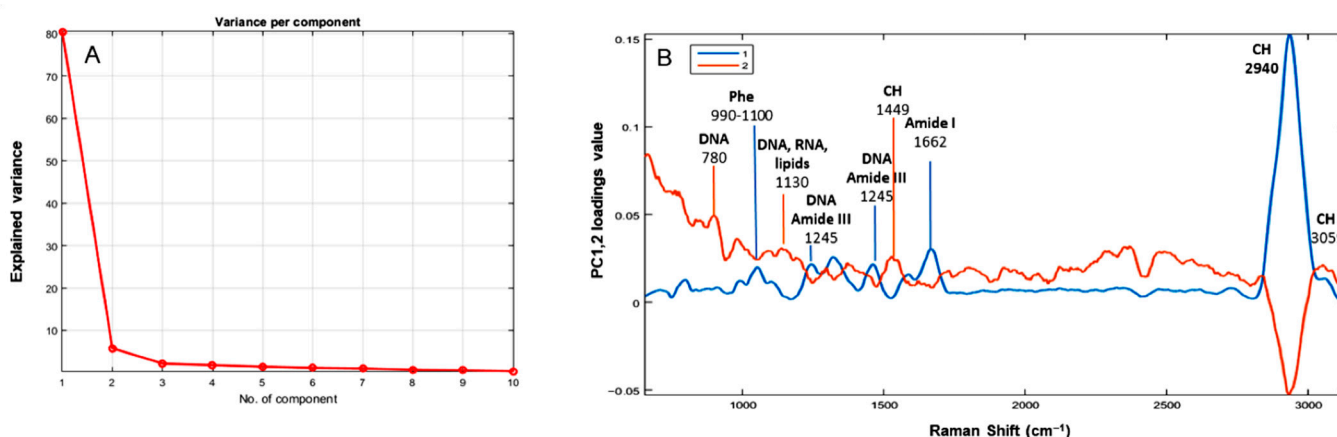 Variance per component
A
Explained variance
80
70
60
50
40
30
20
10
1 2 3 4 5 6 7 8 9 10
No. of component
B
PC1,2 loadings value
0.15
0.1
0.05
0
−0.05
1
2
DNA
780
Phe
990-1100
DNA, RNA,
lipids
1130
DNA
Amide III
1245
DNA
Amide III
1245
CH
1449
Amide I
1662
CH
2940
CH
305
1000 1500 2000 2500 3000
Raman Shift (cm⁻¹)